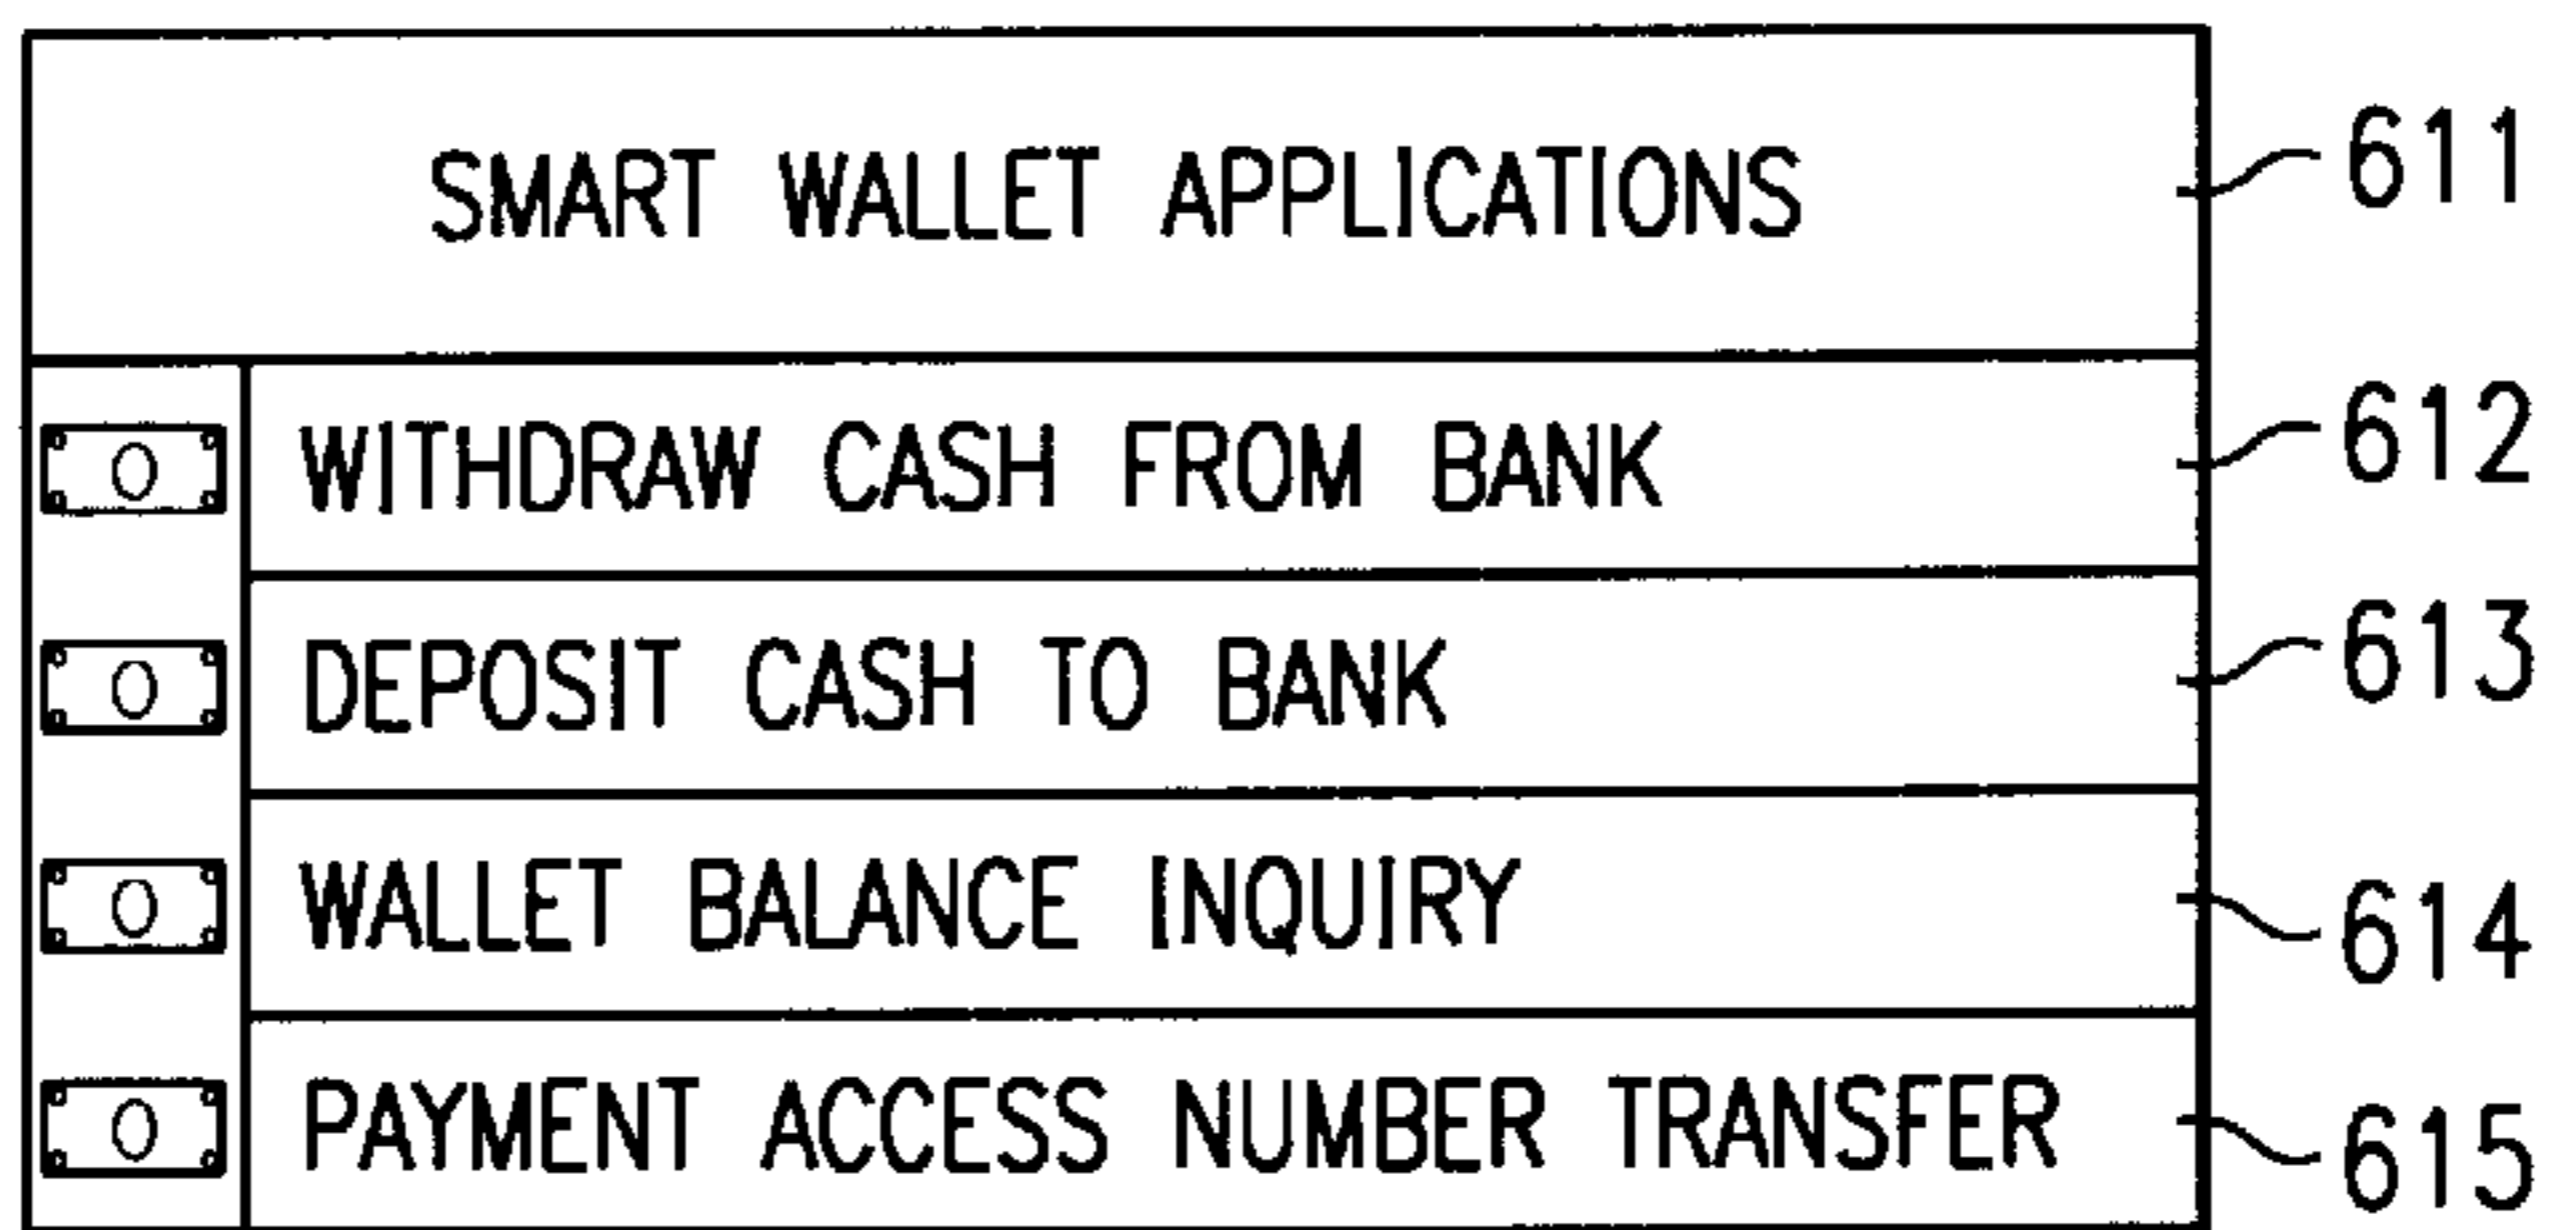 SMART WALLET APPLICATIONS 611
WITHDRAW CASH FROM BANK 612
DEPOSIT CASH TO BANK 613
WALLET BALANCE INQUIRY 614
PAYMENT ACCESS NUMBER TRANSFER 615